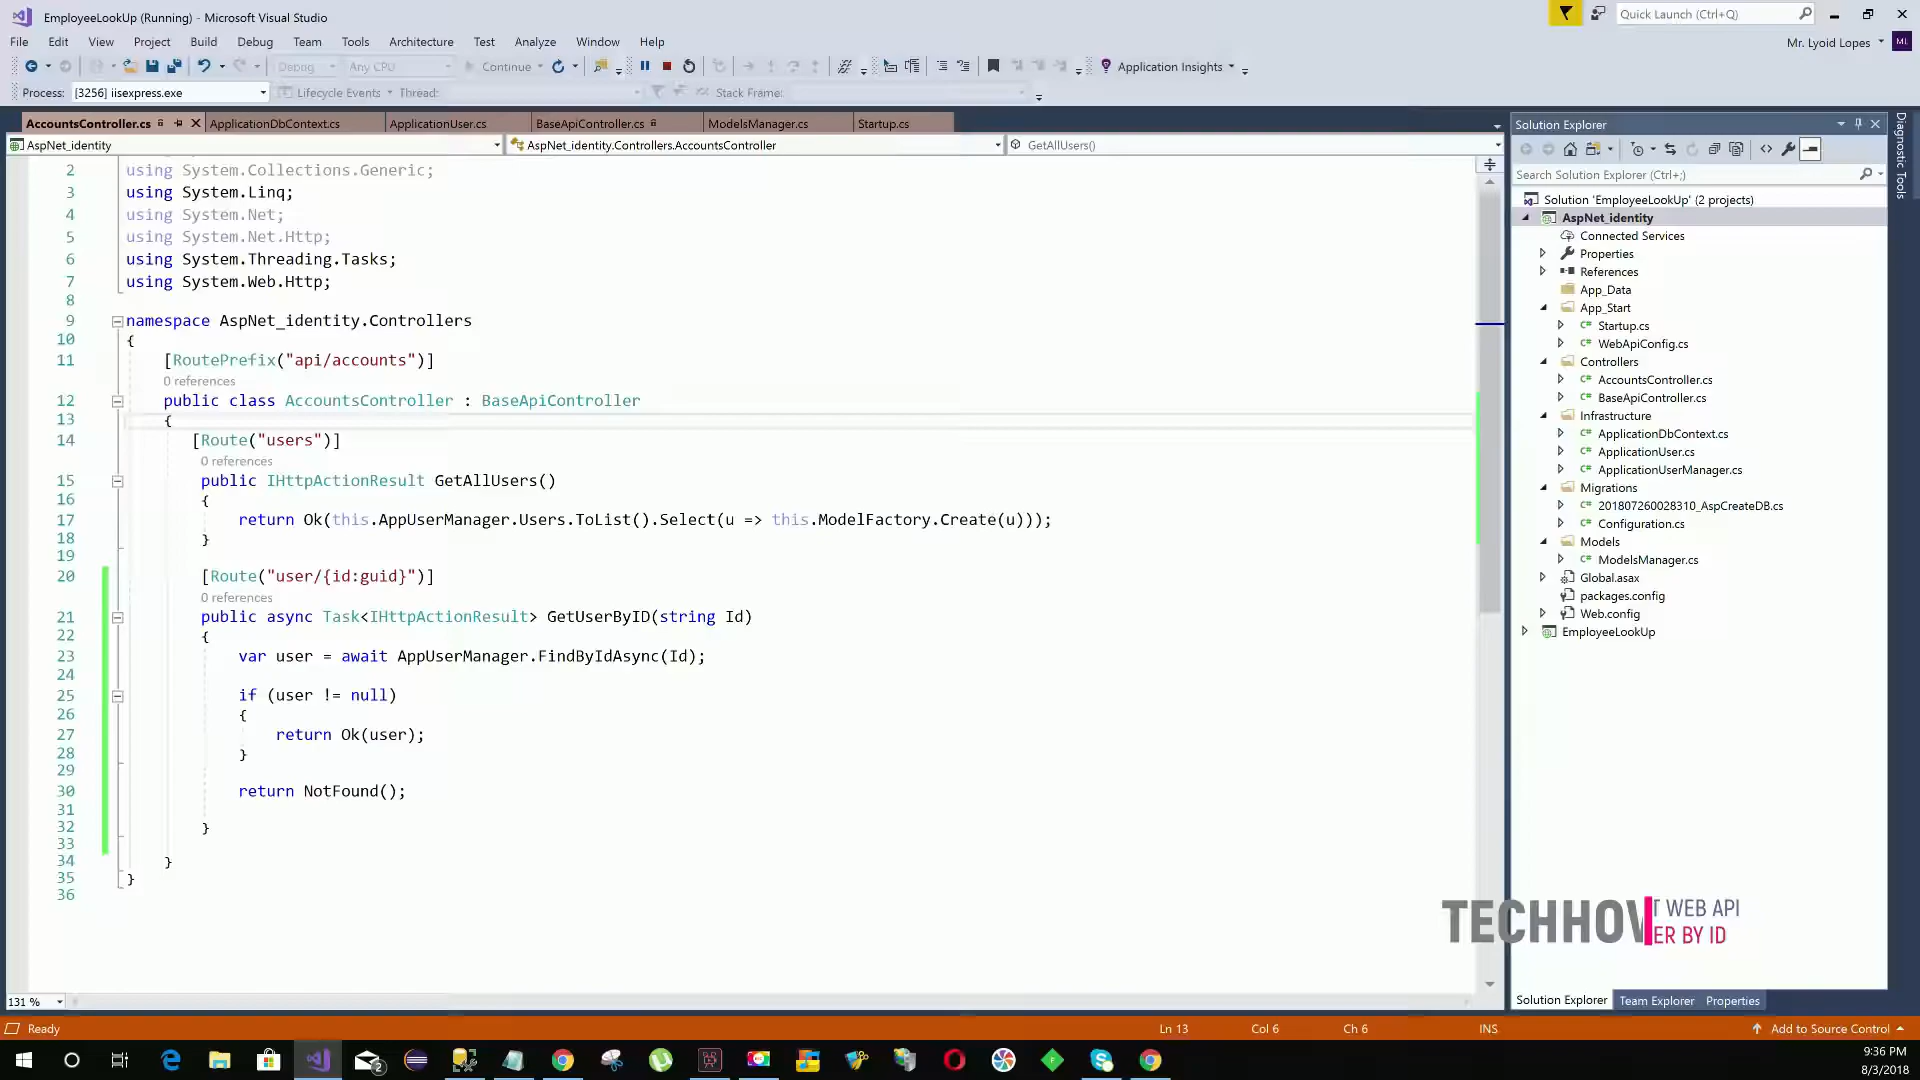 EmployeeLookUp (Running) - Microsoft Visual Studio
Quick Launch (Ctrl+Q)
File Edit View Project Build Debug Team Tools Architecture Test Analyze Window Help
Mr. Lyoid Lopes ML
Debug Any CPU Continue Application Insights
Process: [3256] iisexpress.exe Lifecycle Events Thread: Stack Frame:
AccountsController.cs ApplicationDbContext.cs ApplicationUser.cs BaseApiController.cs ModelsManager.cs Startup.cs
AspNet_identity AspNet_identity.Controllers.AccountsController GetAllUsers()
2 using System.Collections.Generic;
3 using System.Linq;
4 using System.Net;
5 using System.Net.Http;
6 using System.Threading.Tasks;
7 using System.Web.Http;
8
9 namespace AspNet_identity.Controllers
10 {
11 [RoutePrefix("api/accounts")]
0 references
12 public class AccountsController : BaseApiController
13 {
14 [Route("users")]
0 references
15 public IHttpActionResult GetAllUsers()
16 {
17 return Ok(this.AppUserManager.Users.ToList().Select(u => this.ModelFactory.Create(u)));
18 }
19
20 [Route("user/{id:guid}")]
0 references
21 public async Task<IHttpActionResult> GetUserByID(string Id)
22 {
23 var user = await AppUserManager.FindByIdAsync(Id);
24
25 if (user != null)
26 {
27 return Ok(user);
28 }
29
30 return NotFound();
31
32 }
33
34 }
35 }
36
131 %
Solution Explorer
Search Solution Explorer (Ctrl+;)
Solution 'EmployeeLookUp' (2 projects)
AspNet_identity
Connected Services
Properties
References
App_Data
App_Start
C# Startup.cs
C# WebApiConfig.cs
Controllers
C# AccountsController.cs
C# BaseApiController.cs
Infrastructure
C# ApplicationDbContext.cs
C# ApplicationUser.cs
C# ApplicationUserManager.cs
Migrations
C# 201807260028310_AspCreateDB.cs
C# Configuration.cs
Models
C# ModelsManager.cs
Global.asax
packages.config
Web.config
EmployeeLookUp
Diagnostic Tools
TECHHOW
T WEB API
ER BY ID
Solution Explorer Team Explorer Properties
Ready Ln 13 Col 6 Ch 6 INS Add to Source Control
2
9:36 PM
8/3/2018